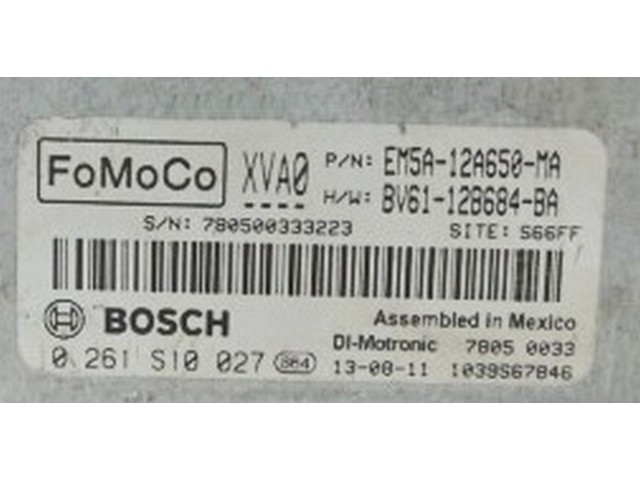 FoMoCo XVA0 P/N: EM5A-12A650-MA
H/W: BV61-12B684-BA
S/N: 780500333223 SITE: S66FF
BOSCH Assembled in Mexico
DI-Motronic 7805 0033
0 261 S10 027 864 13-08-11 1039S67846